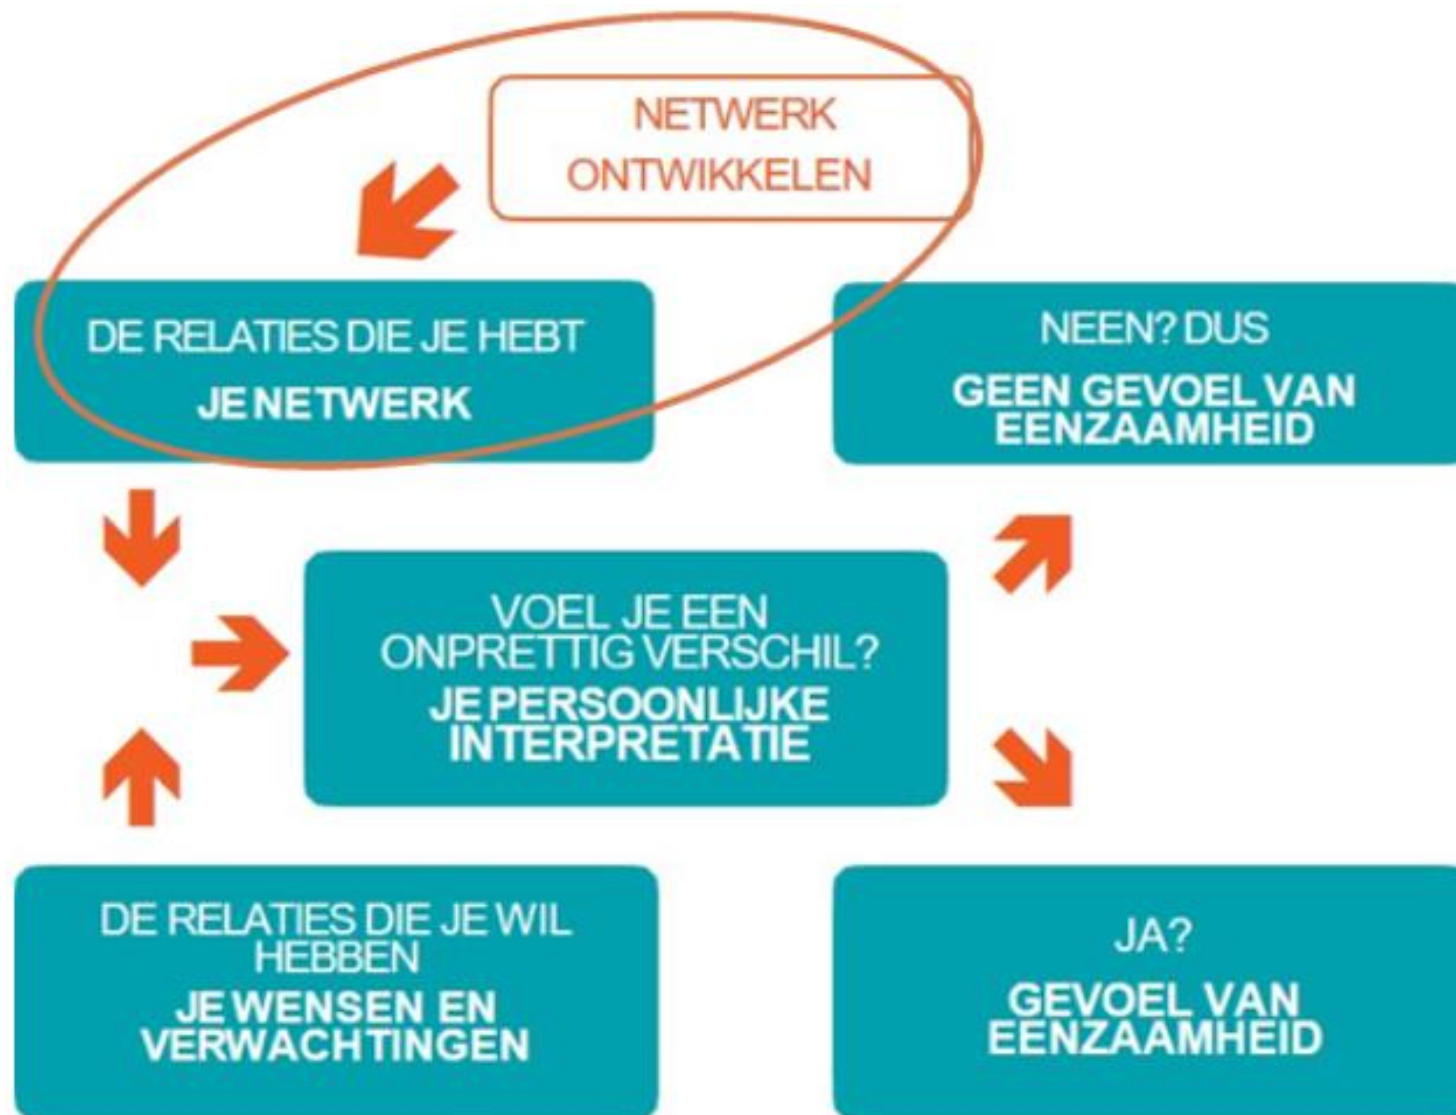 NETWERK
ONTWIKKELEN
DE RELATIES DIE JE HEBT
JE NETWERK
NEEN? DUS
GEEN GEVOEL VAN
EENZAAMHEID
VOEL JE EEN
ONPRETTIG VERSCHIL?
JE PERSOONLIJKE
INTERPRETATIE
DE RELATIES DIE JE WIL
HEBBEN
JE WENSEN EN
VERWACHTINGEN
JA?
GEVOEL VAN
EENZAAMHEID